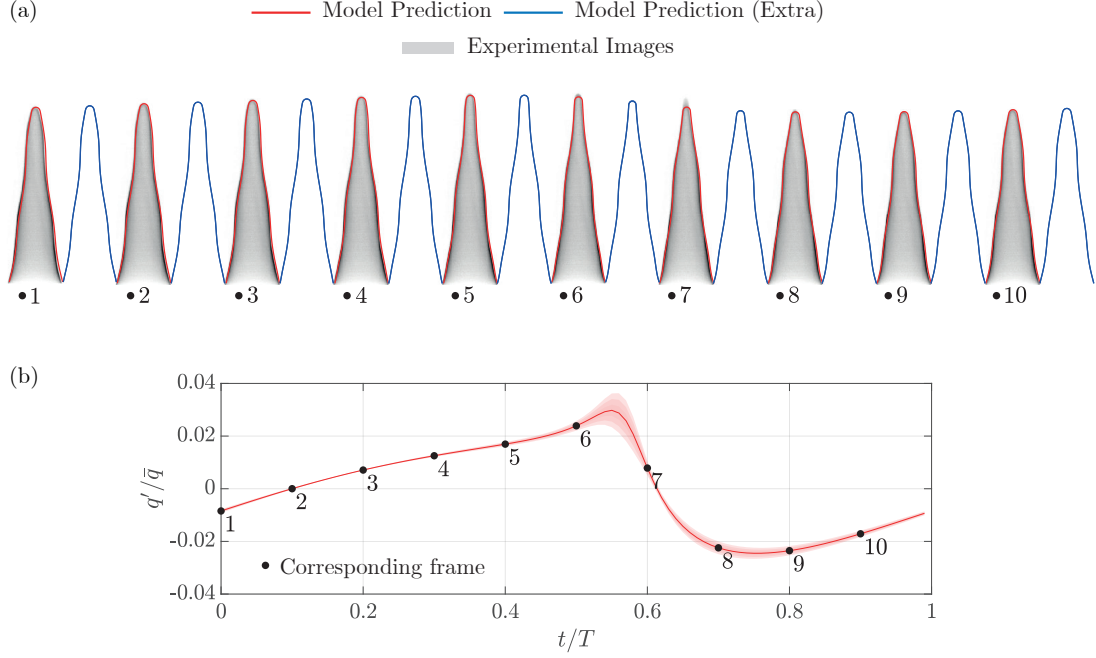 (a)
Model Prediction Model Prediction (Extra)
Experimental Images
•1 •2 •3 •4 •5 •6 •7 •8 •9 •10
(b)
0.04
0.02
0
-0.02
-0.04
q′/q̄
1 2 3 4 5 6 7 8 9 10
• Corresponding frame
0 0.2 0.4 0.6 0.8 1
t/T